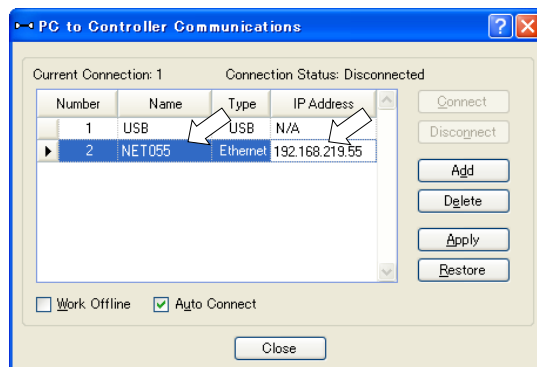 PC to Controller Communications
Current Connection: 1 Connection Status: Disconnected
Number Name Type IP Address
1 USB USB N/A
2 NET055 Ethernet 192.168.219.55
Connect
Disconnect
Add
Delete
Apply
Restore
Work Offline Auto Connect
Close